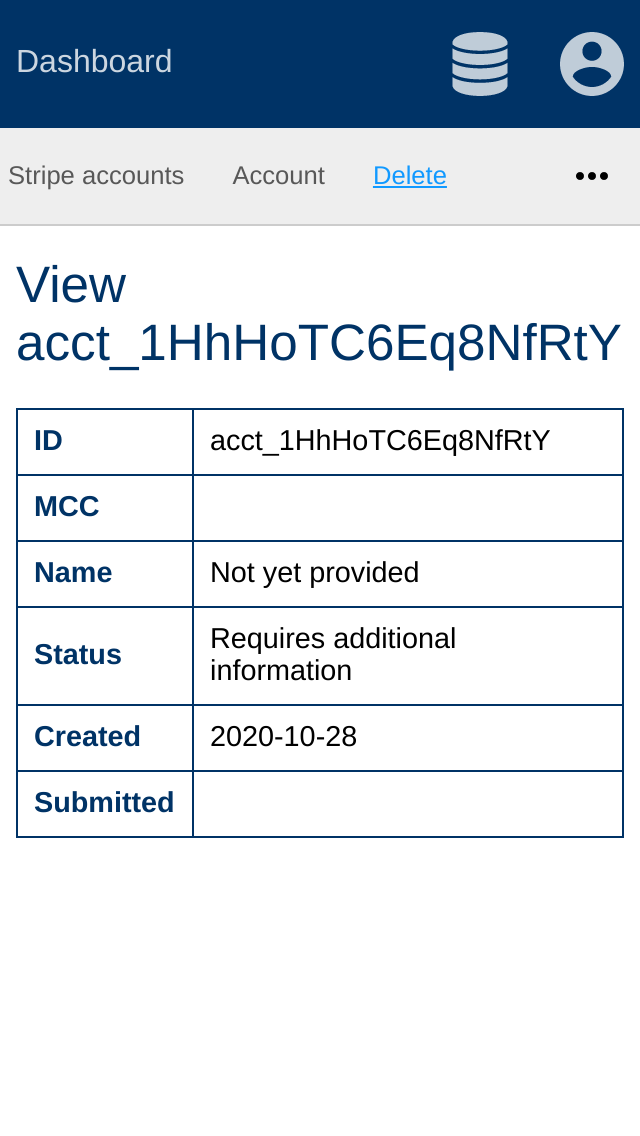 Dashboard
Stripe accounts Account Delete
View
acct_1HhHoTC6Eq8NfRtY
ID acct_1HhHoTC6Eq8NfRtY
MCC
Name Not yet provided
Status Requires additional
information
Created 2020-10-28
Submitted